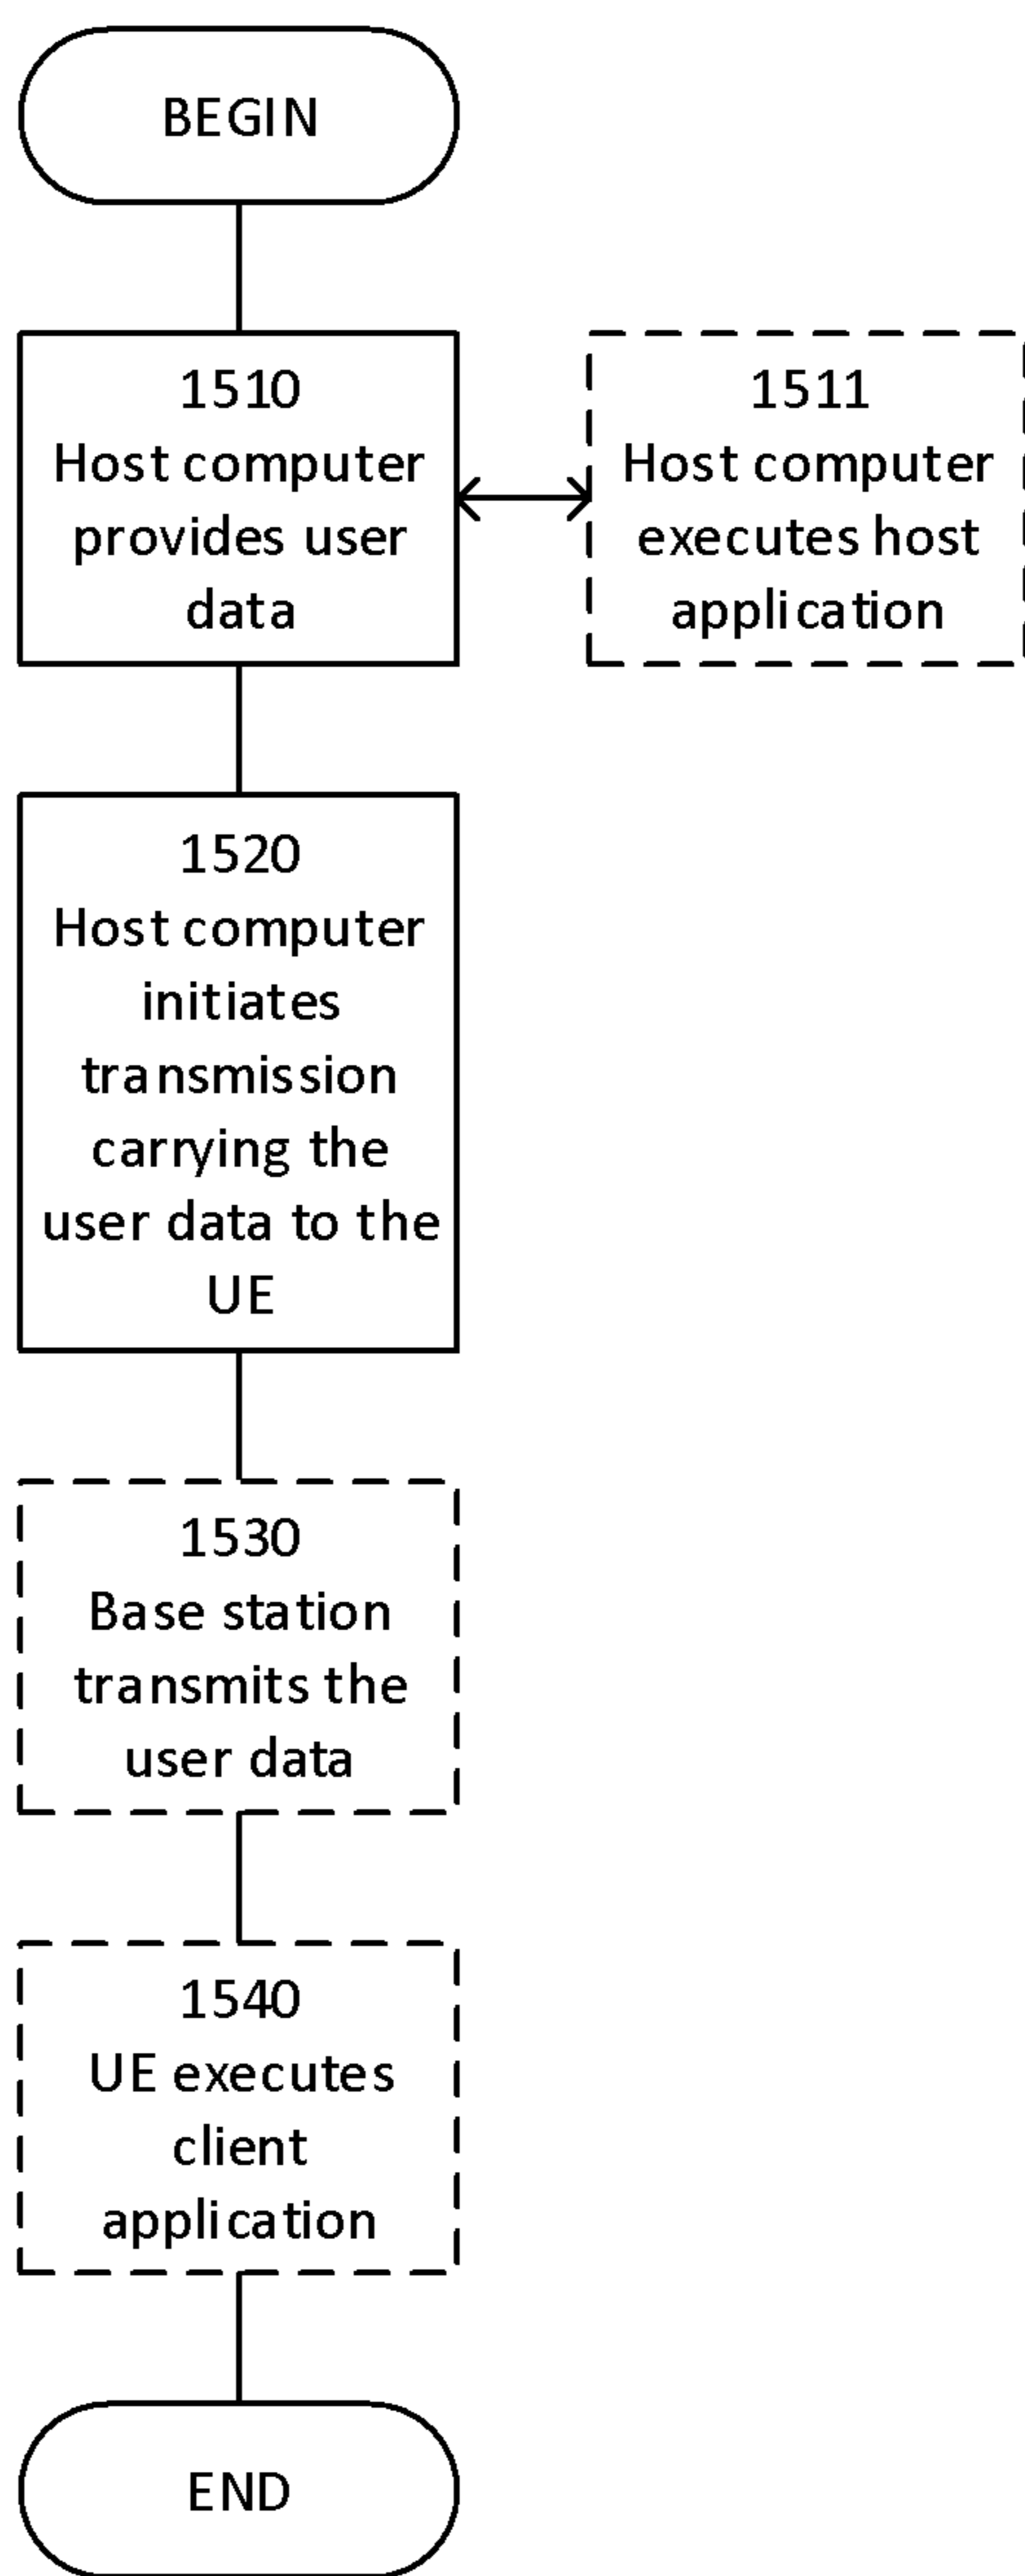 BEGIN
1510
Host computer
provides user
data
1511
Host computer
executes host
application
1520
Host computer
initiates
transmission
carrying the
user data to the
UE
1530
Base station
transmits the
user data
1540
UE executes
client
application
END